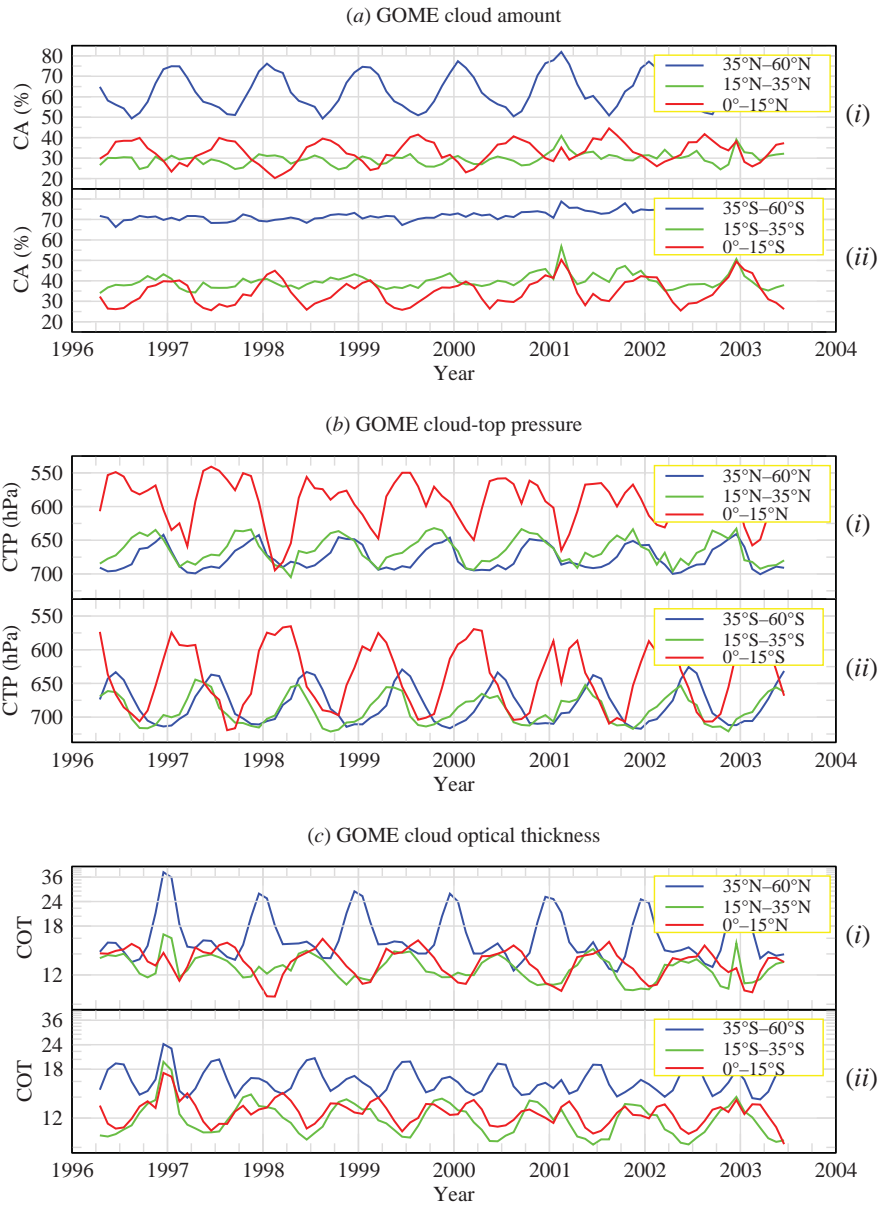 (a) GOME cloud amount
80
70
60
50
40
30
20
CA (%)
35°N–60°N
15°N–35°N
0°–15°N
(i)
80
70
60
50
40
30
20
CA (%)
35°S–60°S
15°S–35°S
0°–15°S
(ii)
1996 1997 1998 1999 2000 2001 2002 2003 2004
Year
(b) GOME cloud-top pressure
550
600
650
700
CTP (hPa)
35°N–60°N
15°N–35°N
0°–15°N
(i)
550
600
650
700
CTP (hPa)
35°S–60°S
15°S–35°S
0°–15°S
(ii)
1996 1997 1998 1999 2000 2001 2002 2003 2004
Year
(c) GOME cloud optical thickness
36
24
18
12
COT
35°N–60°N
15°N–35°N
0°–15°N
(i)
36
24
18
12
COT
35°S–60°S
15°S–35°S
0°–15°S
(ii)
1996 1997 1998 1999 2000 2001 2002 2003 2004
Year